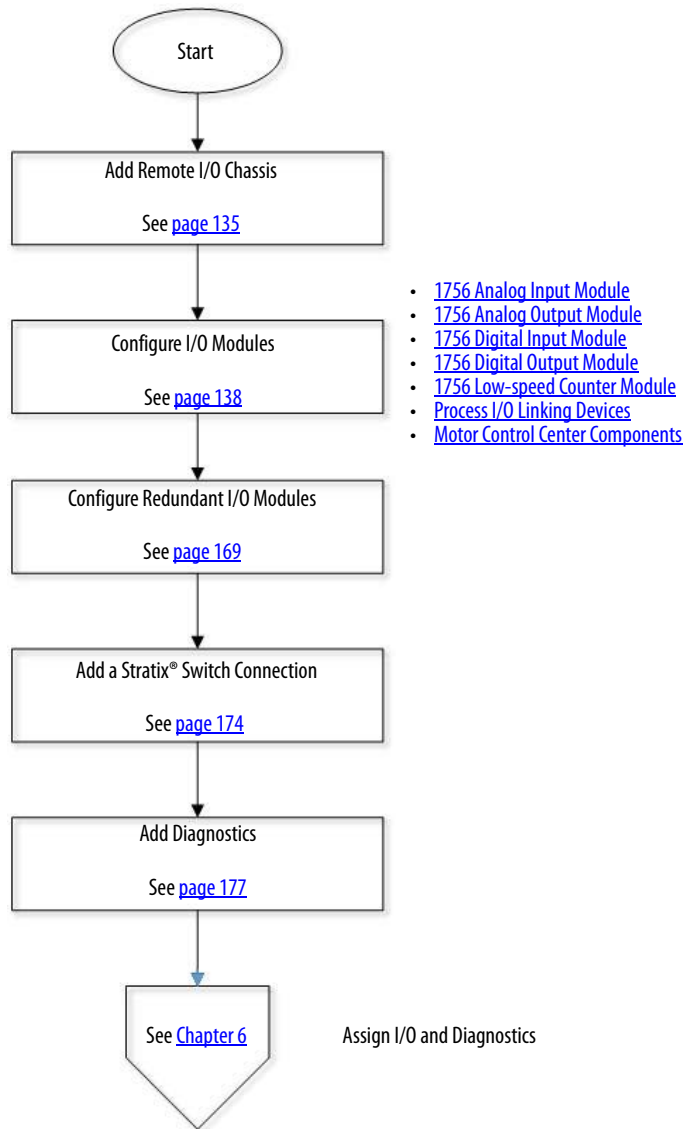 Start
Add Remote I/O Chassis
See page 135
Configure I/O Modules
See page 138
• 1756 Analog Input Module
• 1756 Analog Output Module
• 1756 Digital Input Module
• 1756 Digital Output Module
• 1756 Low-speed Counter Module
• Process I/O Linking Devices
• Motor Control Center Components
Configure Redundant I/O Modules
See page 169
Add a Stratix® Switch Connection
See page 174
Add Diagnostics
See page 177
See Chapter 6
Assign I/O and Diagnostics